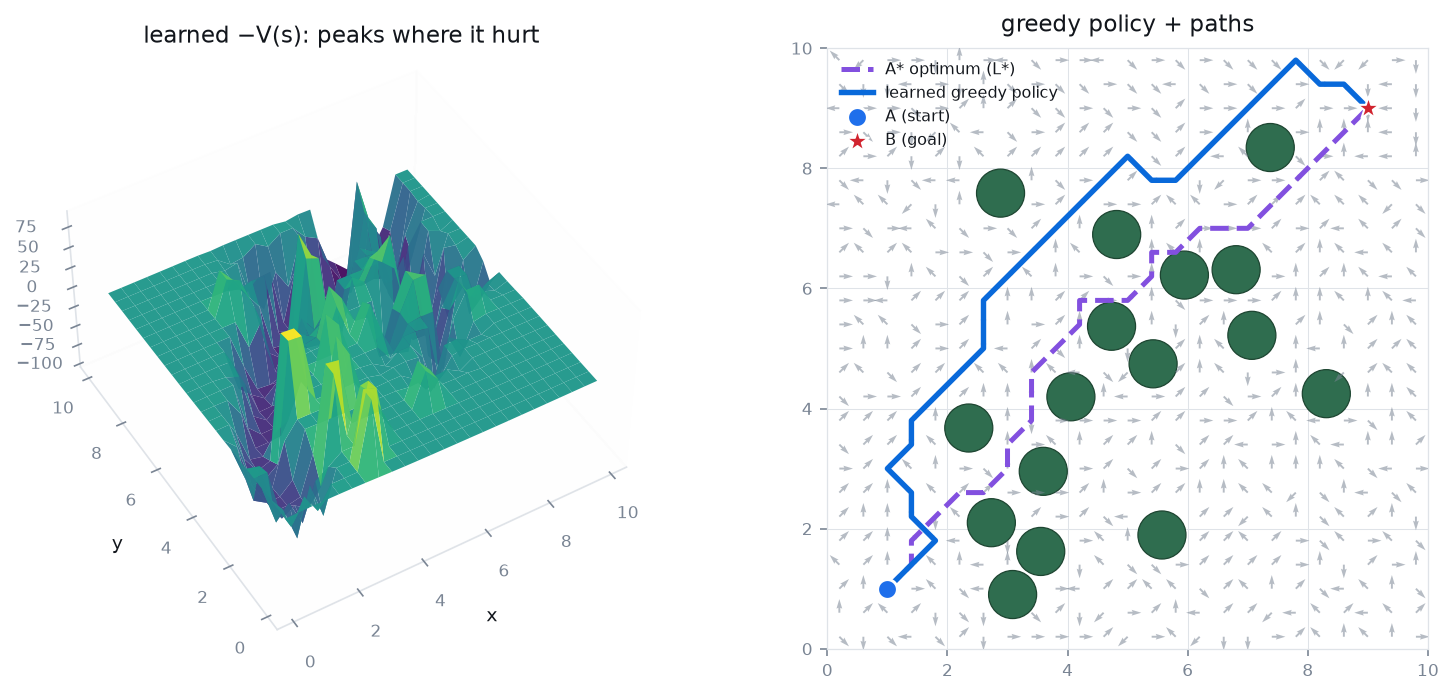 learned −V(s): peaks where it hurt
75
50
25
0
−25
−50
−75
−100
10
8
6
4
2
0
y
0
2
4
6
8
10
x
greedy policy + paths
A* optimum (L*)
learned greedy policy
A (start)
B (goal)
10
8
6
4
2
0
0 2 4 6 8 10